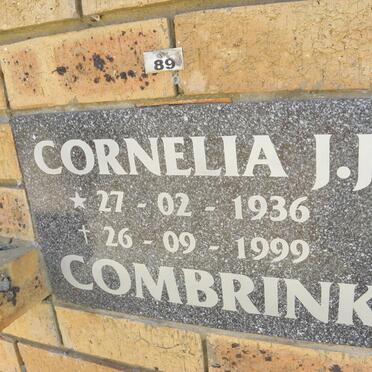 89
CORNELIA J.J
★ 27 - 02 - 1936
† 26 - 09 - 1999
COMBRINK